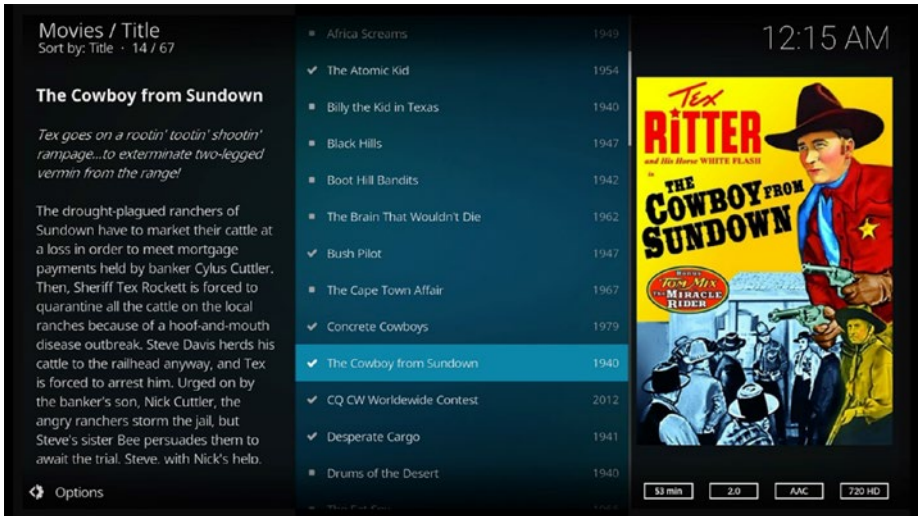 Movies / Title
Sort by: Title · 14 / 67
The Cowboy from Sundown
Tex goes on a rootin' tootin' shootin'
rampage...to exterminate two-legged
vermin from the range!
The drought-plagued ranchers of
Sundown have to market their cattle at
a loss in order to meet mortgage
payments held by banker Cylus Cuttler.
Then, Sheriff Tex Rockett is forced to
quarantine all the cattle on the local
ranches because of a hoof-and-mouth
disease outbreak. Steve Davis herds his
cattle to the railhead anyway, and Tex
is forced to arrest him. Urged on by
the banker's son, Nick Cuttler, the
angry ranchers storm the jail, but
Steve's sister Bee persuades them to
await the trial. Steve, with Nick's help,
Options
Africa Screams 1949
The Atomic Kid 1954
Billy the Kid in Texas 1940
Black Hills 1947
Boot Hill Bandits 1942
The Brain That Wouldn't Die 1962
Bush Pilot 1947
The Cape Town Affair 1967
Concrete Cowboys 1979
The Cowboy from Sundown 1940
CQ CW Worldwide Contest 2012
Desperate Cargo 1941
Drums of the Desert 1940
12:15 AM
Tex
RITTER
and His Horse WHITE FLASH
in
THE
COWBOY FROM
SUNDOWN
BONUS
TOM MIX
THE MIRACLE
RIDER
53 min
2.0
AAC
720 HD